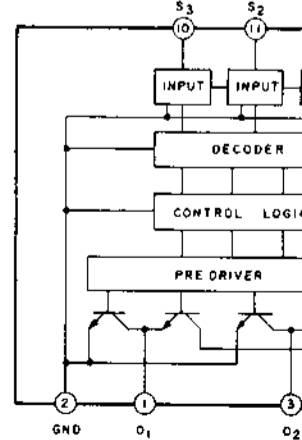 S3 S2
10 11
INPUT INPUT
DECODER
CONTROL LOGIC
PRE DRIVER
2 1 3
GND O1 O2